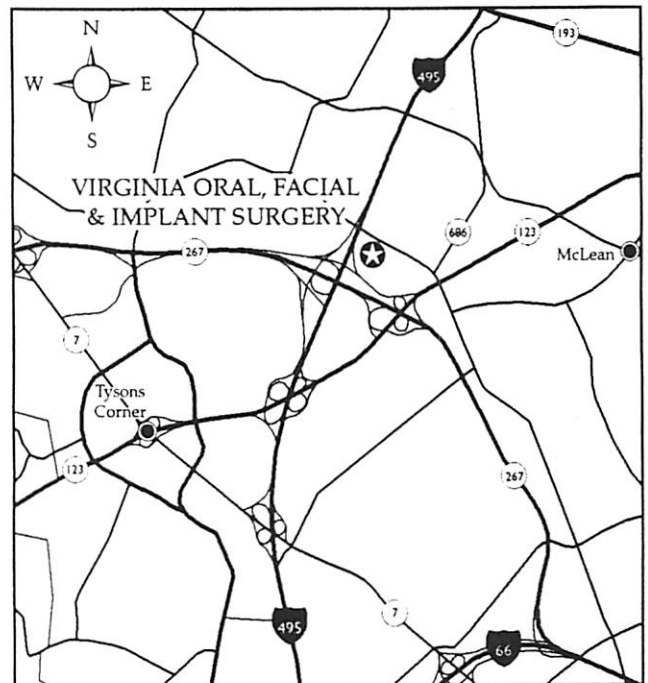 N
W E
S
193
495
VIRGINIA ORAL, FACIAL
& IMPLANT SURGERY
686
123
McLean
267
7
Tysons
Corner
123
267
7
495
66